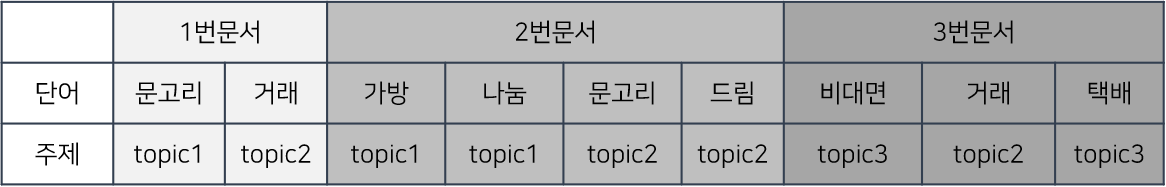 1번문서 2번문서 3번문서
단어 문고리 거래 가방 나눔 문고리 드림 비대면 거래 택배
주제 topic1 topic2 topic1 topic1 topic2 topic2 topic3 topic2 topic3